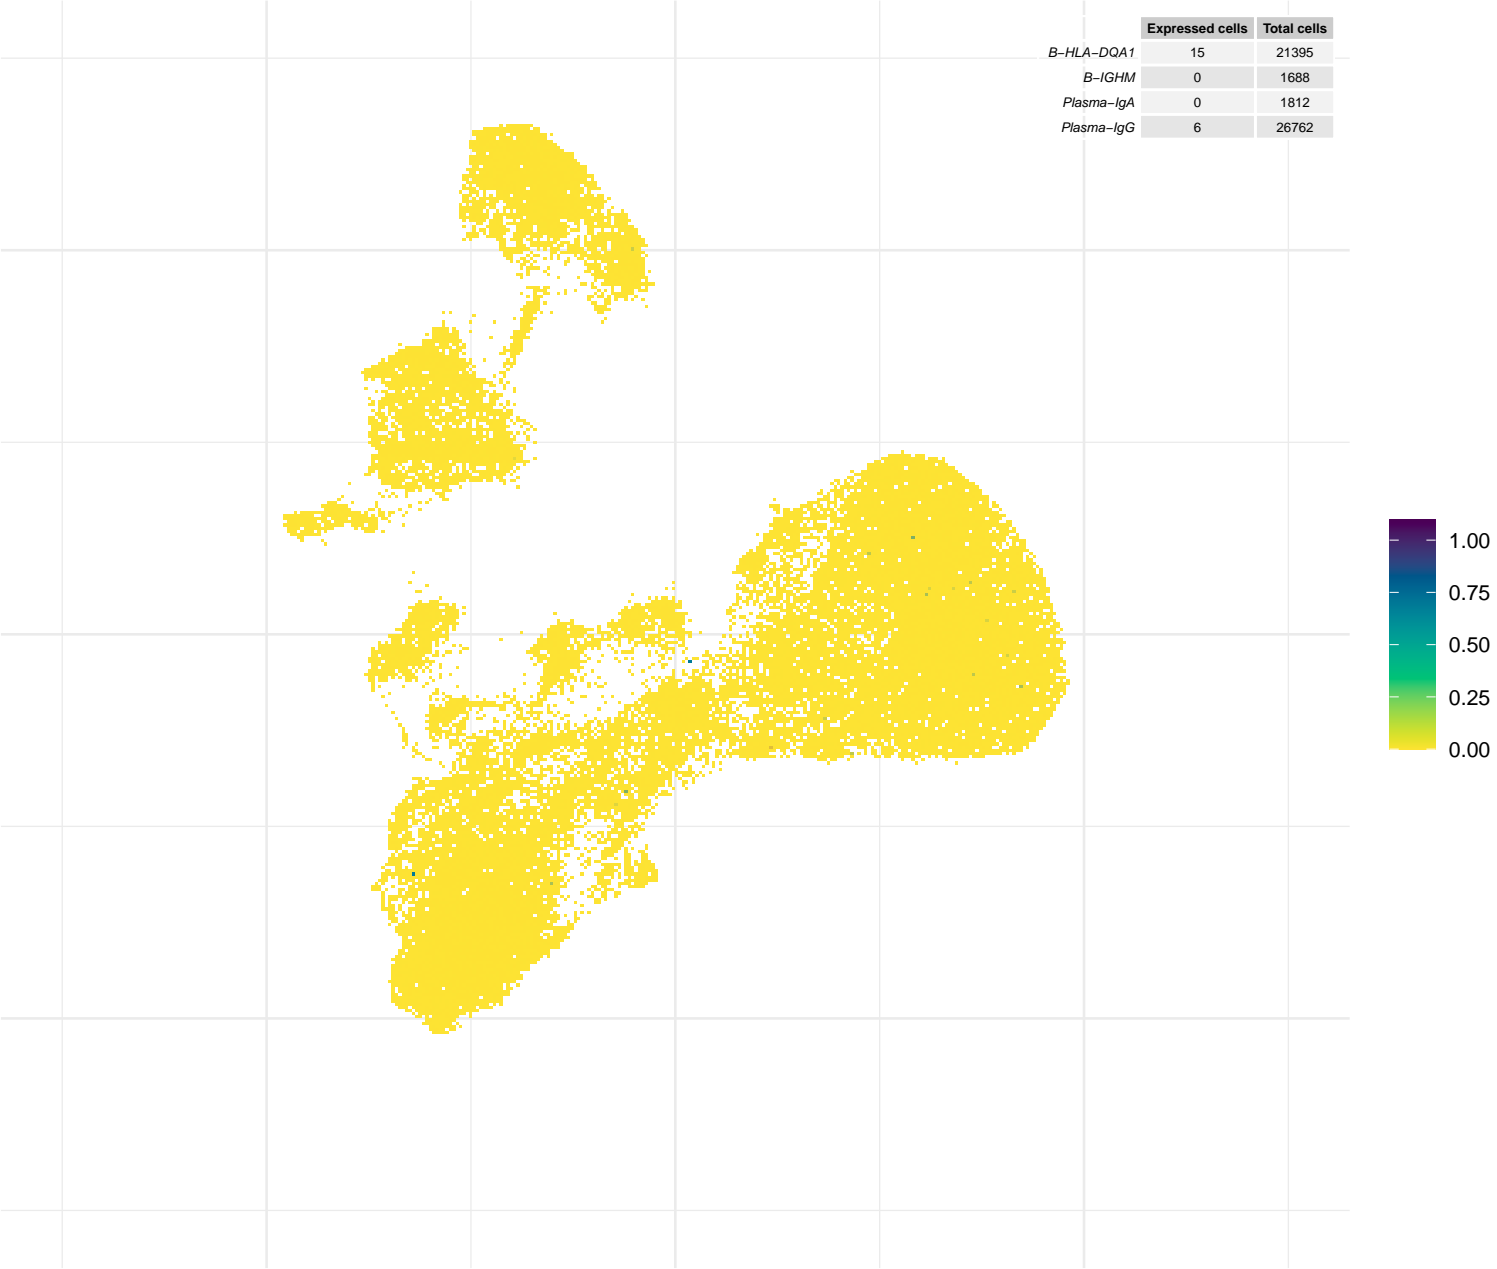 Expressed cells Total cells
B−HLA−DQA1 15 21395
B−IGHM 0 1688
Plasma−IgA 0 1812
Plasma−IgG 6 26762
1.00
0.75
0.50
0.25
0.00